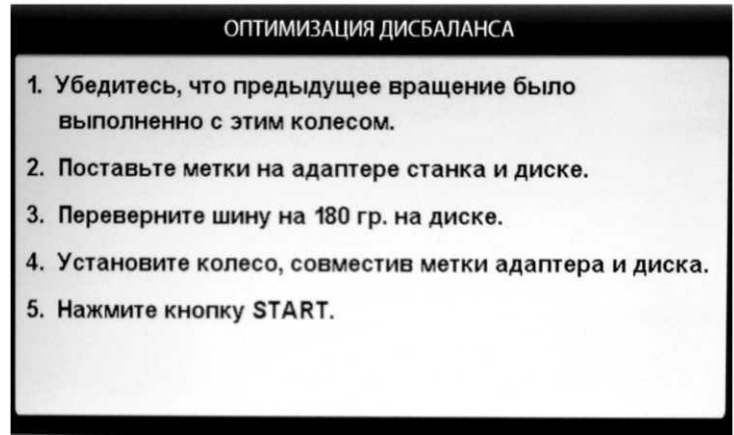 ОПТИМИЗАЦИЯ ДИСБАЛАНСА
1. Убедитесь, что предыдущее вращение было
выполненно с этим колесом.
2. Поставьте метки на адаптере станка и диске.
3. Переверните шину на 180 гр. на диске.
4. Установите колесо, совместив метки адаптера и диска.
5. Нажмите кнопку START.